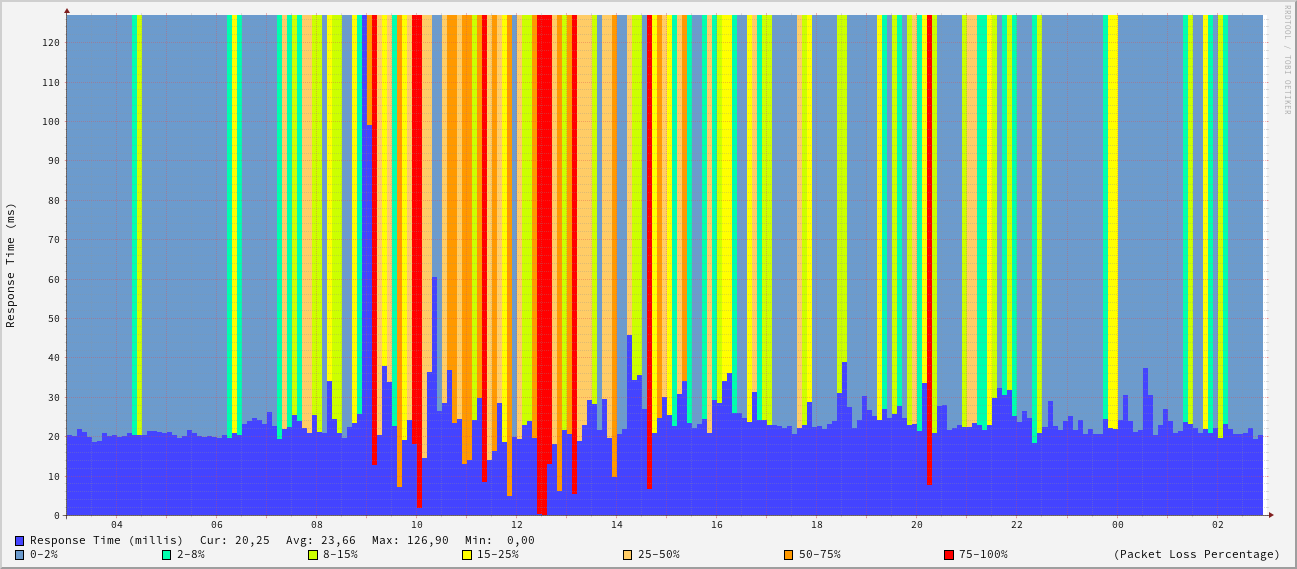 RRDTOOL / TOBI OETIKER
Response Time (ms)
120
110
100
90
80
70
60
50
40
30
20
10
0
04 06 08 10 12 14 16 18 20 22 00 02
Response Time (millis) Cur: 20,25 Avg: 23,66 Max: 126,90 Min: 0,00
0-2% 2-8% 8-15% 15-25% 25-50% 50-75% 75-100% (Packet Loss Percentage)